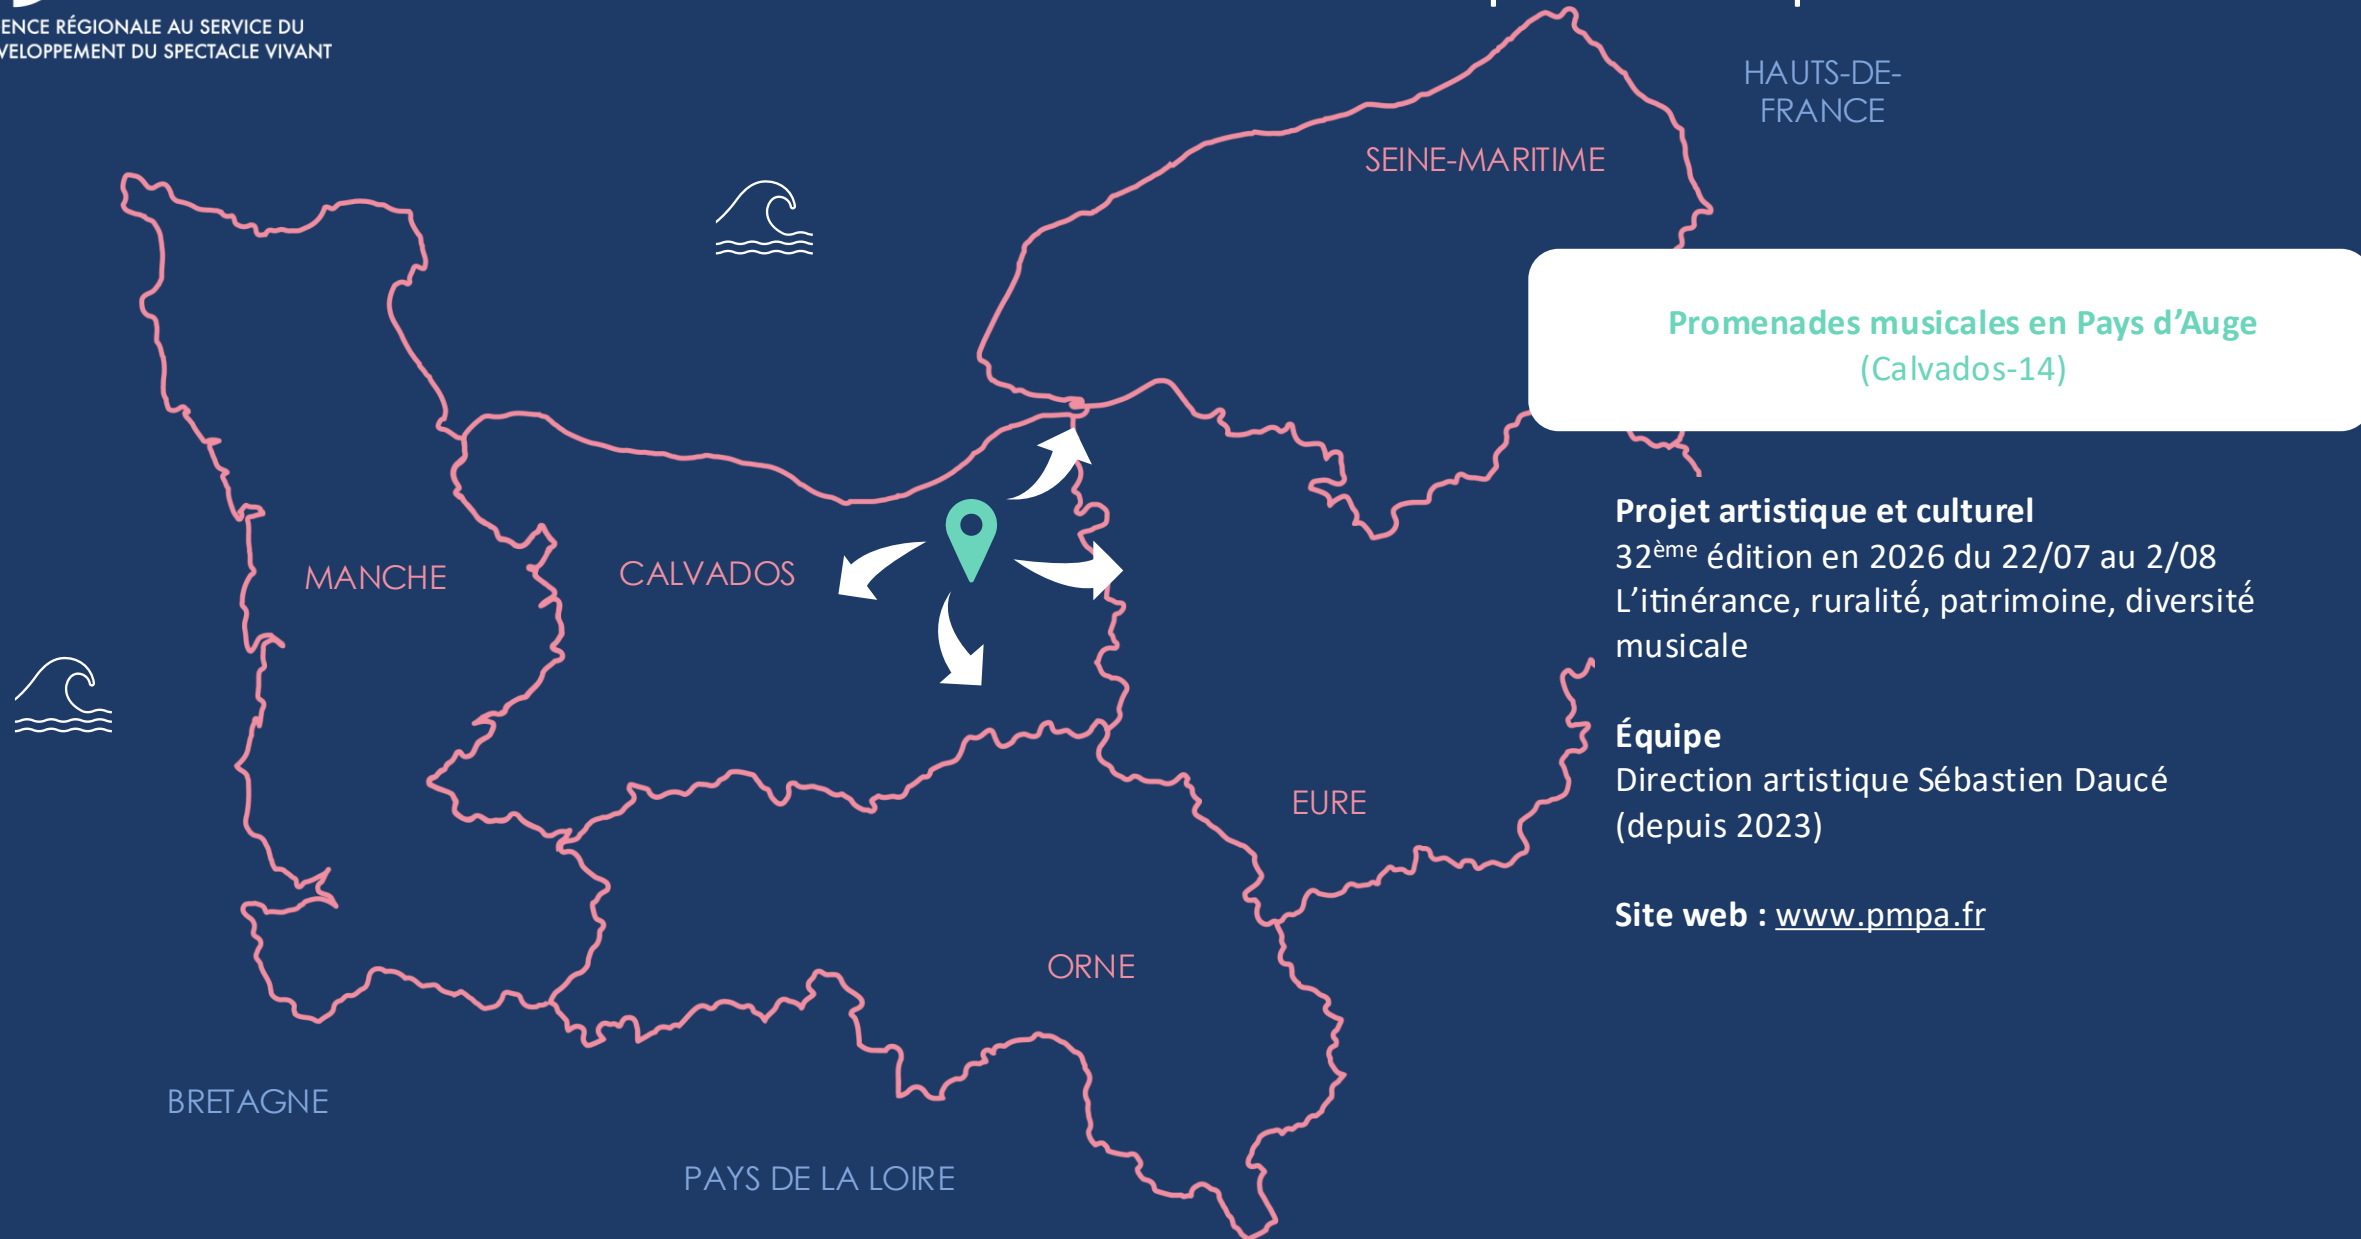 ENCE RÉGIONALE AU SERVICE DU
VELOPPEMENT DU SPECTACLE VIVANT
HAUTS-DE-
FRANCE
SEINE-MARITIME
Promenades musicales en Pays d’Auge
(Calvados-14)
MANCHE
CALVADOS
EURE
ORNE
BRETAGNE
PAYS DE LA LOIRE
Projet artistique et culturel
32ème édition en 2026 du 22/07 au 2/08
L’itinérance, ruralité, patrimoine, diversité
musicale
Équipe
Direction artistique Sébastien Daucé
(depuis 2023)
Site web : www.pmpa.fr